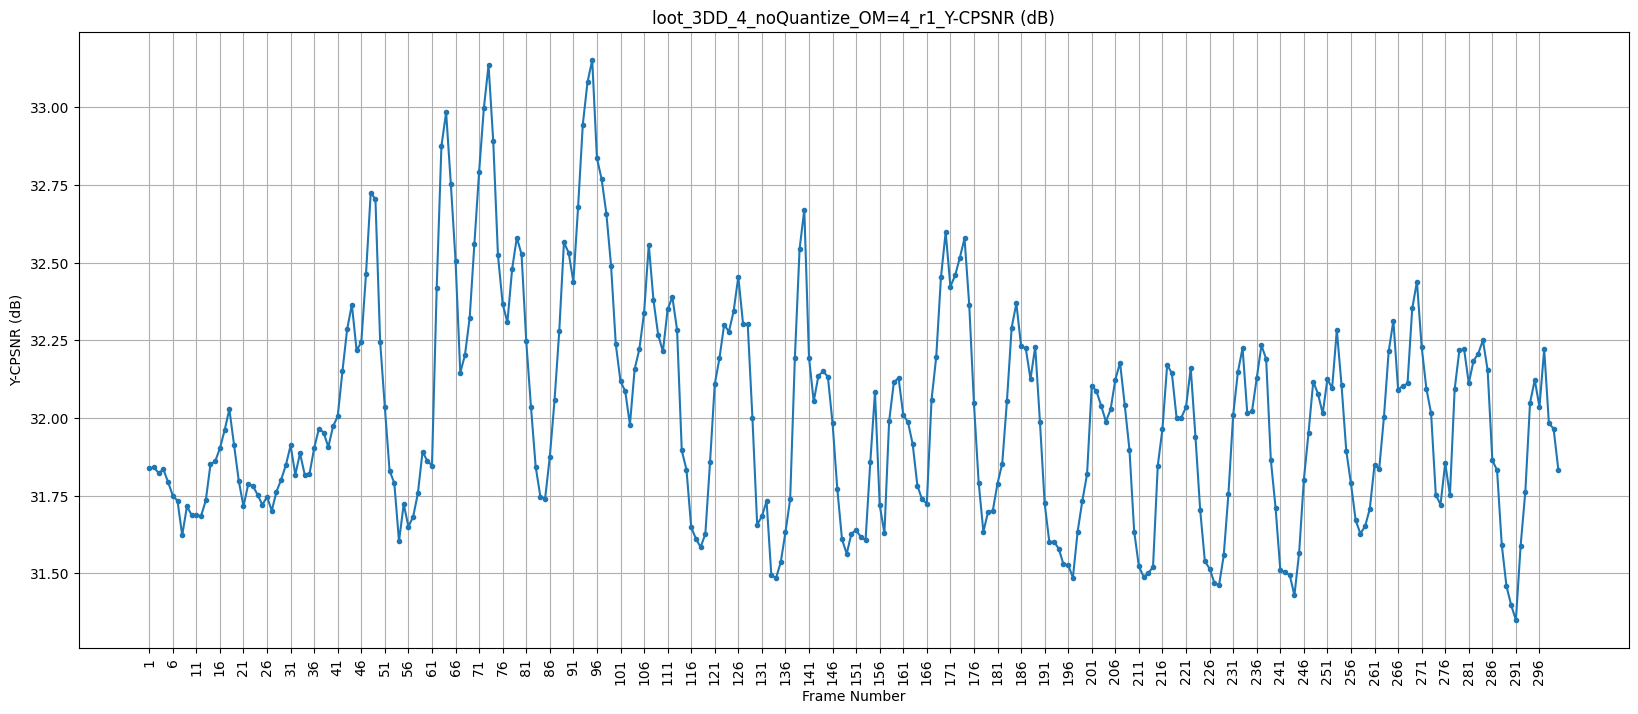 loot_3DD_4_noQuantize_OM=4_r1_Y-CPSNR (dB)
Y-CPSNR (dB)
33.00
32.75
32.50
32.25
32.00
31.75
31.50
1 6 11 16 21 26 31 36 41 46 51 56 61 66 71 76 81 86 91 96 101 106 111 116 121 126 131 136 141 146 151 156 161 166 171 176 181 186 191 196 201 206 211 216 221 226 231 236 241 246 251 256 261 266 271 276 281 286 291 296
Frame Number